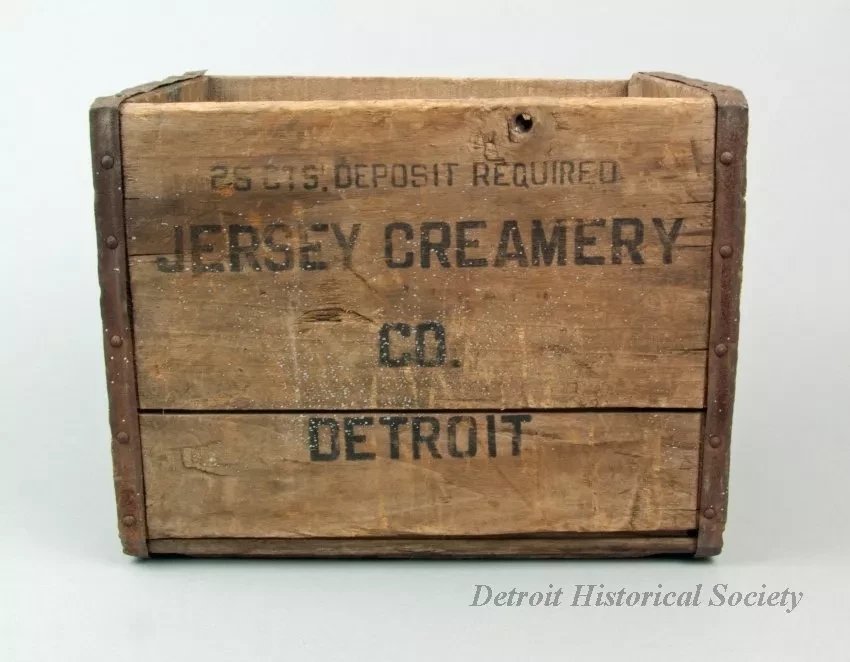 25 CTS. DEPOSIT REQUIRED
JERSEY CREAMERY
CO.
DETROIT
Detroit Historical Society